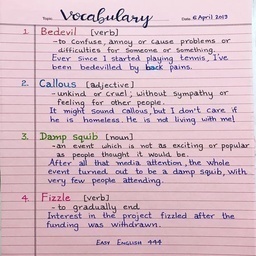 Topic: Vocabulary Date: 6 April 2019
1. Bedevil [verb]
-to confuse, annoy or cause problems or
difficulties for someone or something.
Ever since I started playing tennis, I've
been bedevilled by back pains.
2. Callous [adjective]
-unkind or cruel; without sympathy or
feeling for other people.
It might sound callous, but I don't care if
he is homeless. He is not living with me!
3. Damp Squib [noun]
-an event which is not as exciting or popular
as people thought it would be.
After all that media attention, the whole
event turned out to be a damp squib, with
very few people attending.
4. Fizzle [verb]
-to gradually end
Interest in the project fizzled after the
funding was withdrawn.
Easy English 444